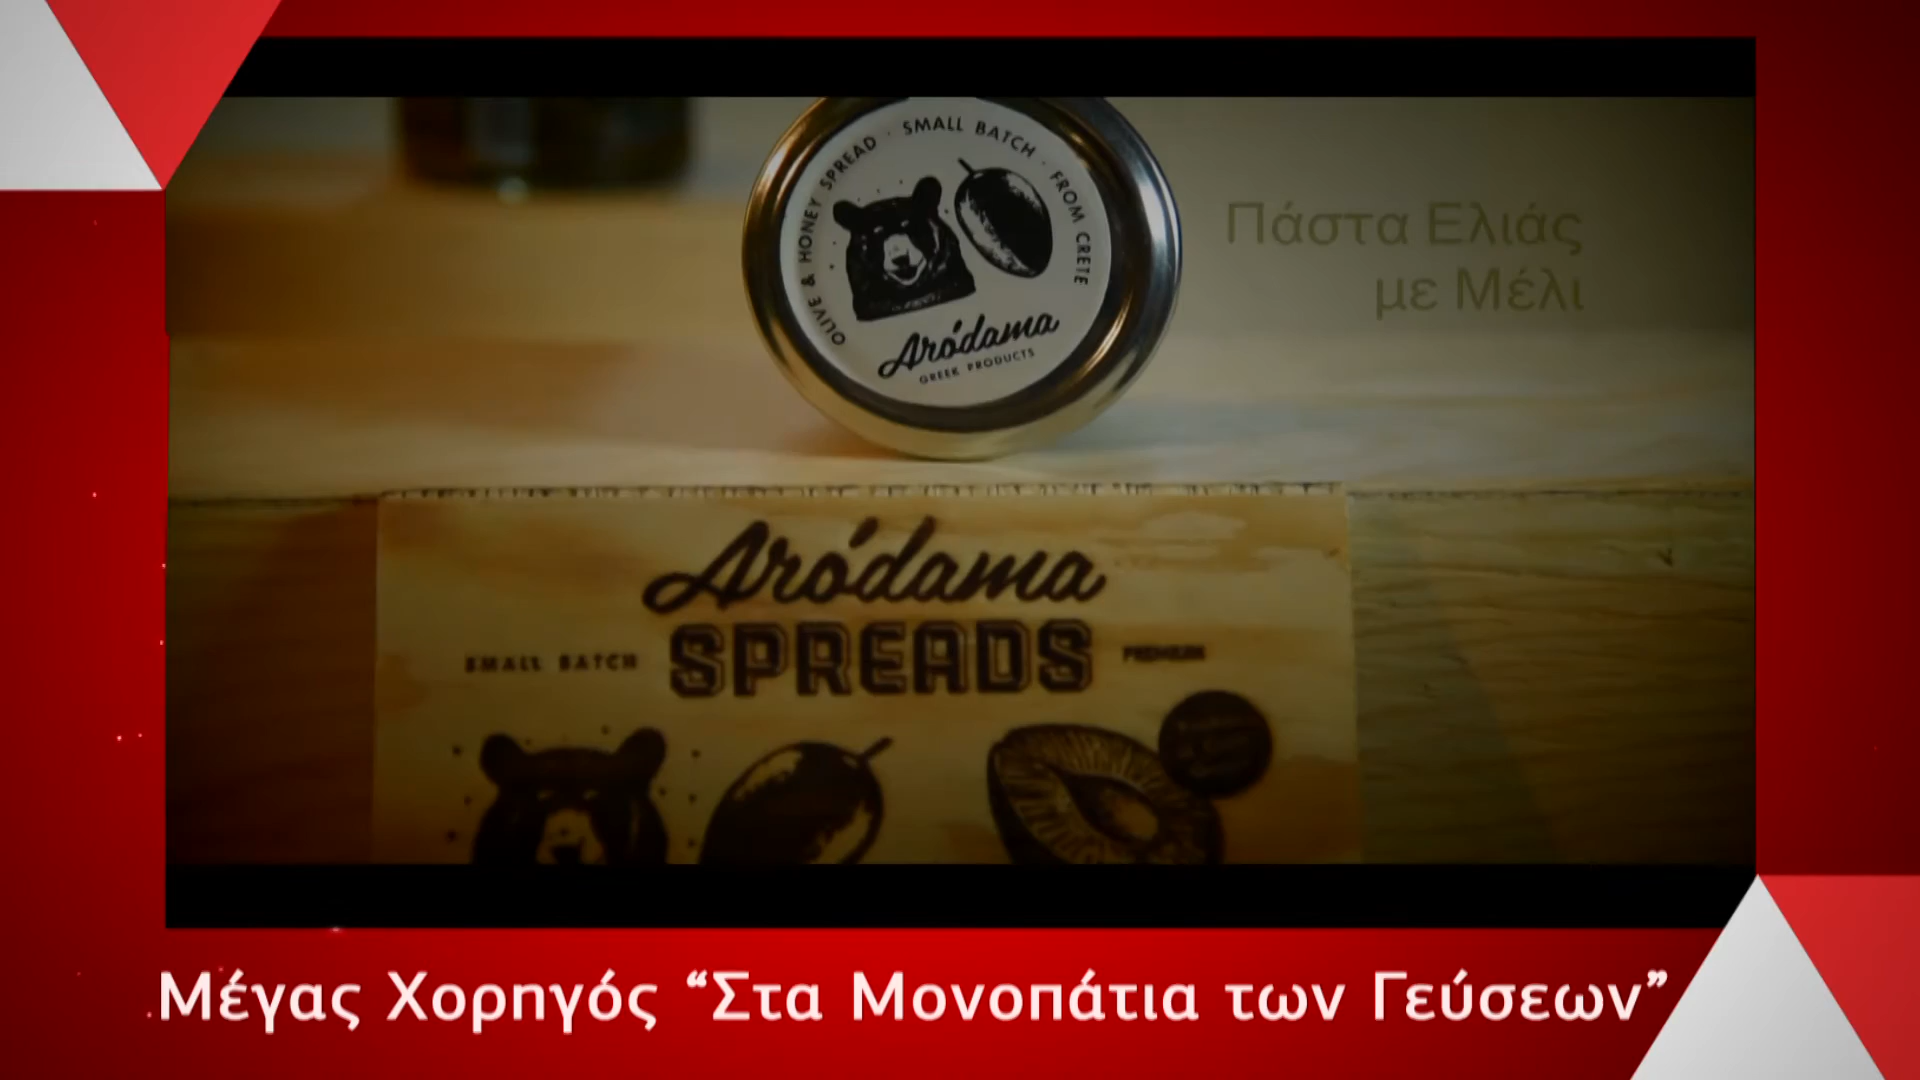 OLIVE & HONEY SPREAD · SMALL BATCH · FROM CRETE
Aródama
GREEK PRODUCTS
Πάστα Ελιάς
με Μέλι
Aródama
SMALL BATCH SPREADS PREMIUM
Μέγας Χορηγός “Στα Μονοπάτια των Γεύσεων”